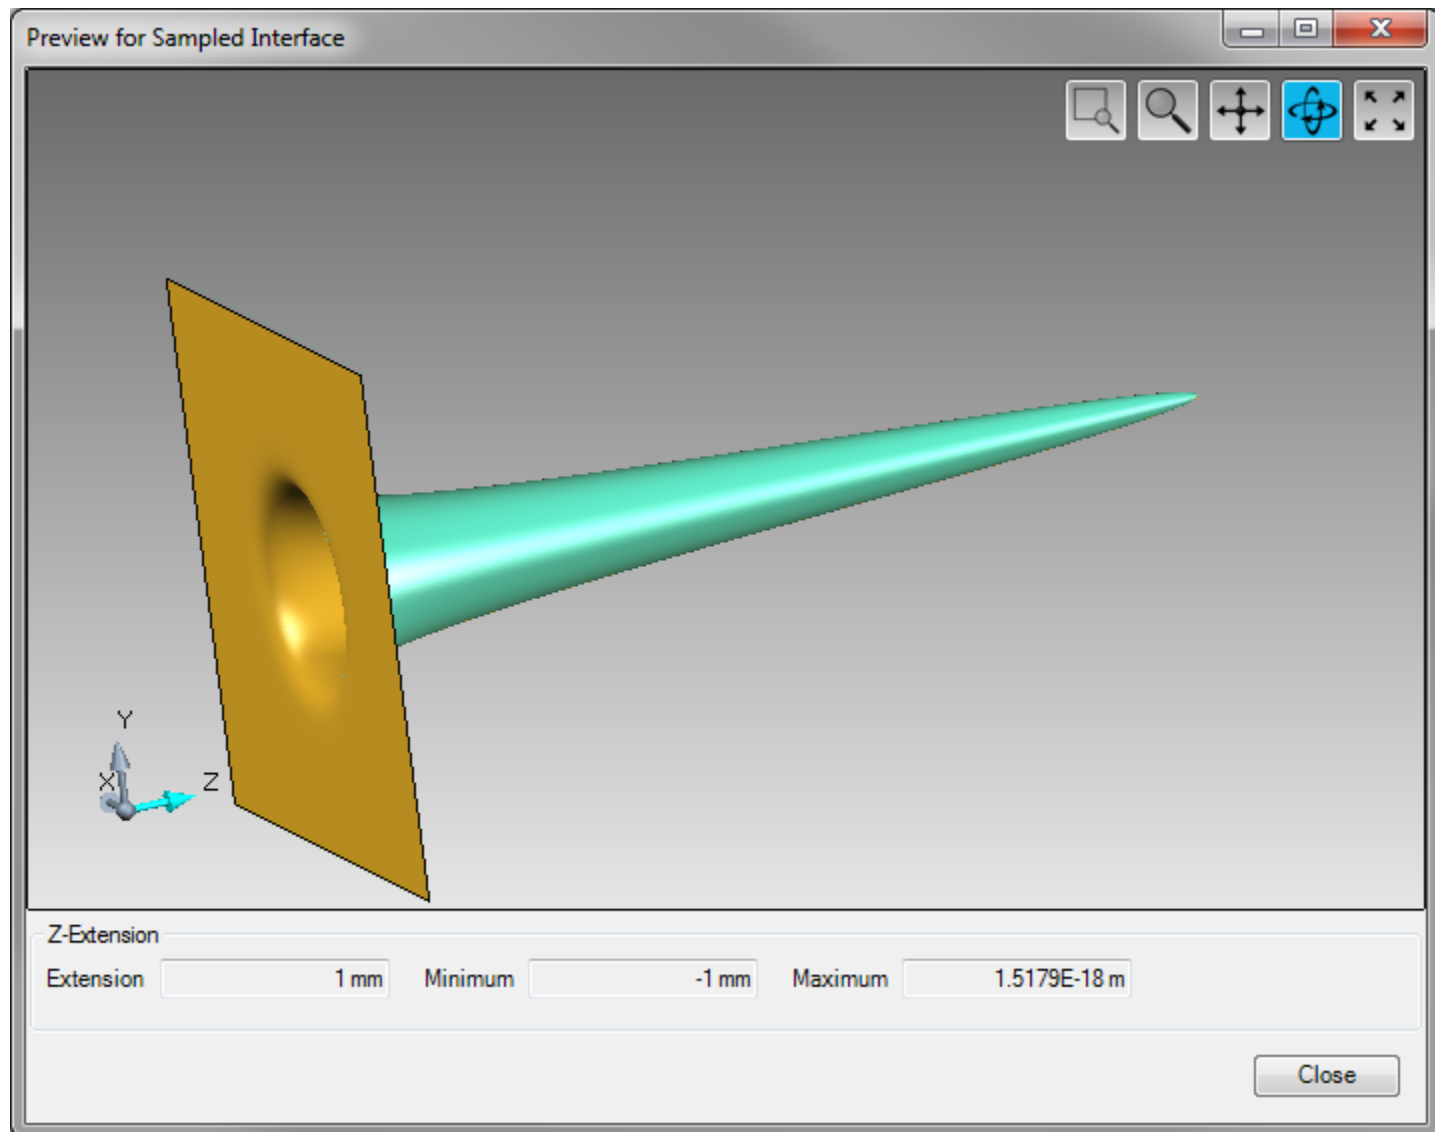 Preview for Sampled Interface
Y
X
Z
Z-Extension
Extension 1 mm Minimum -1 mm Maximum 1.5179E-18 m
Close